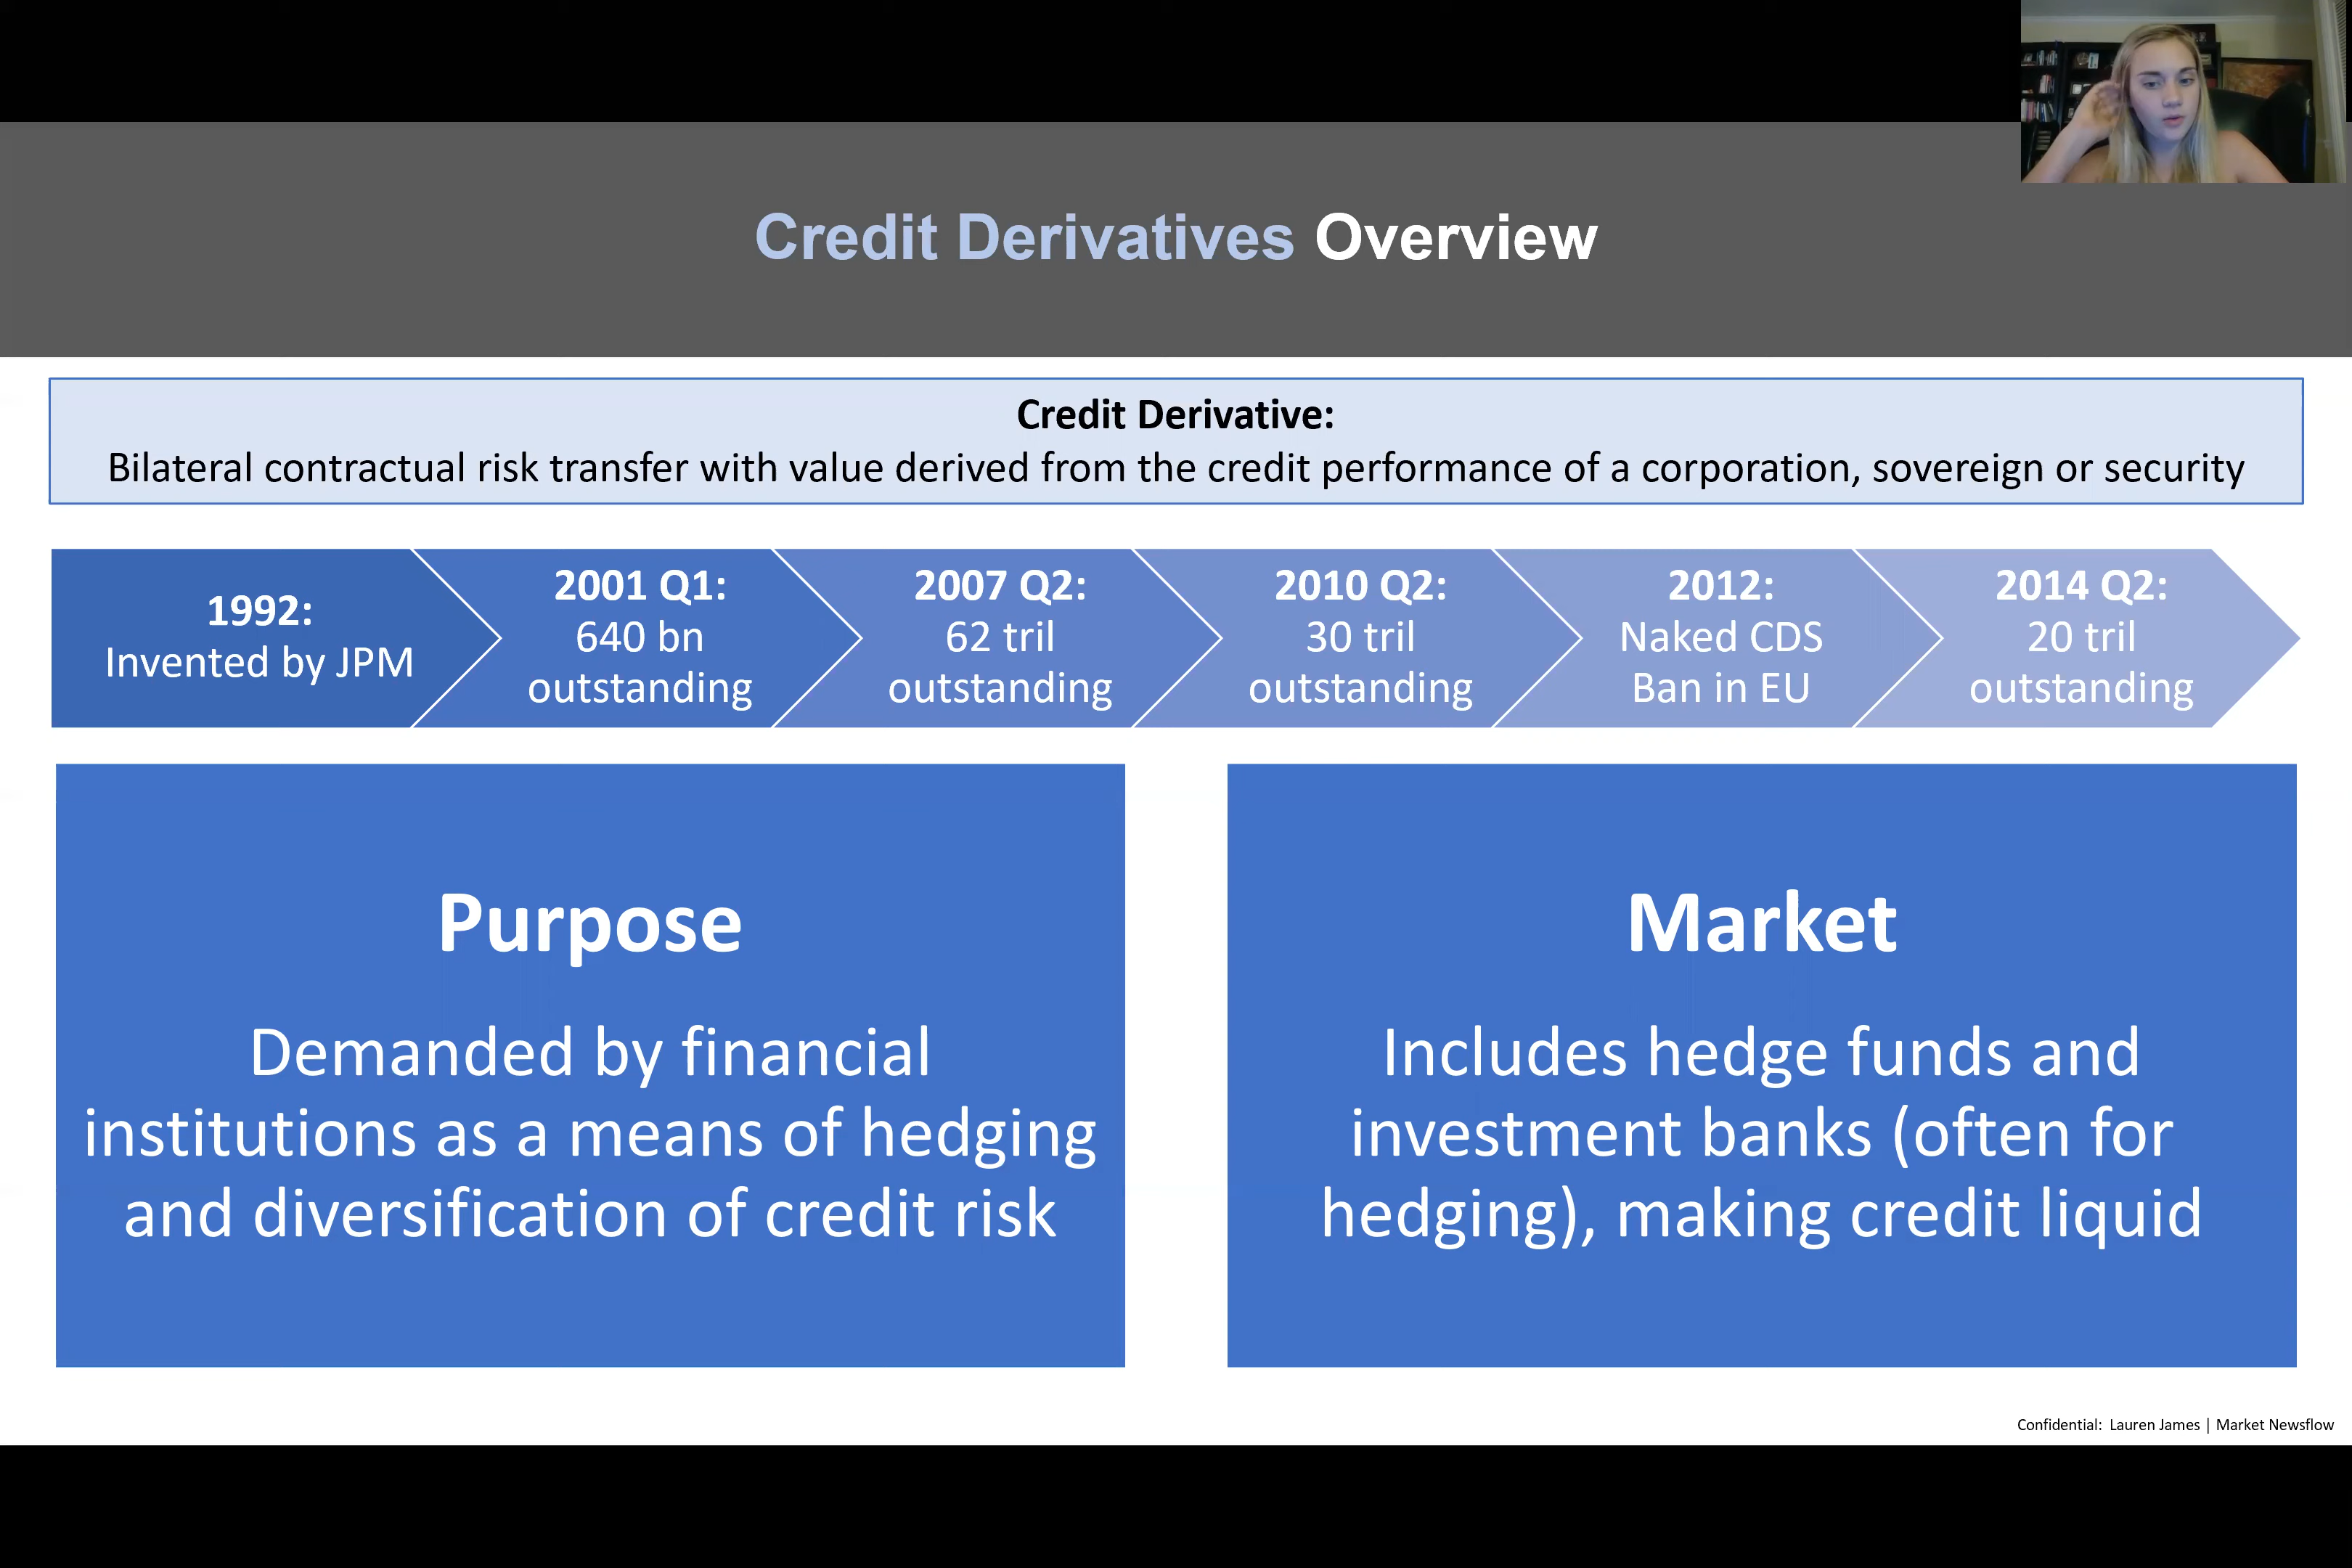 Credit Derivatives Overview
Credit Derivative:
Bilateral contractual risk transfer with value derived from the credit performance of a corporation, sovereign or security
1992:
Invented by JPM
2001 Q1:
640 bn
outstanding
2007 Q2:
62 tril
outstanding
2010 Q2:
30 tril
outstanding
2012:
Naked CDS
Ban in EU
2014 Q2:
20 tril
outstanding
Purpose
Demanded by financial
institutions as a means of hedging
and diversification of credit risk
Market
Includes hedge funds and
investment banks (often for
hedging), making credit liquid
Confidential: Lauren James | Market Newsflow